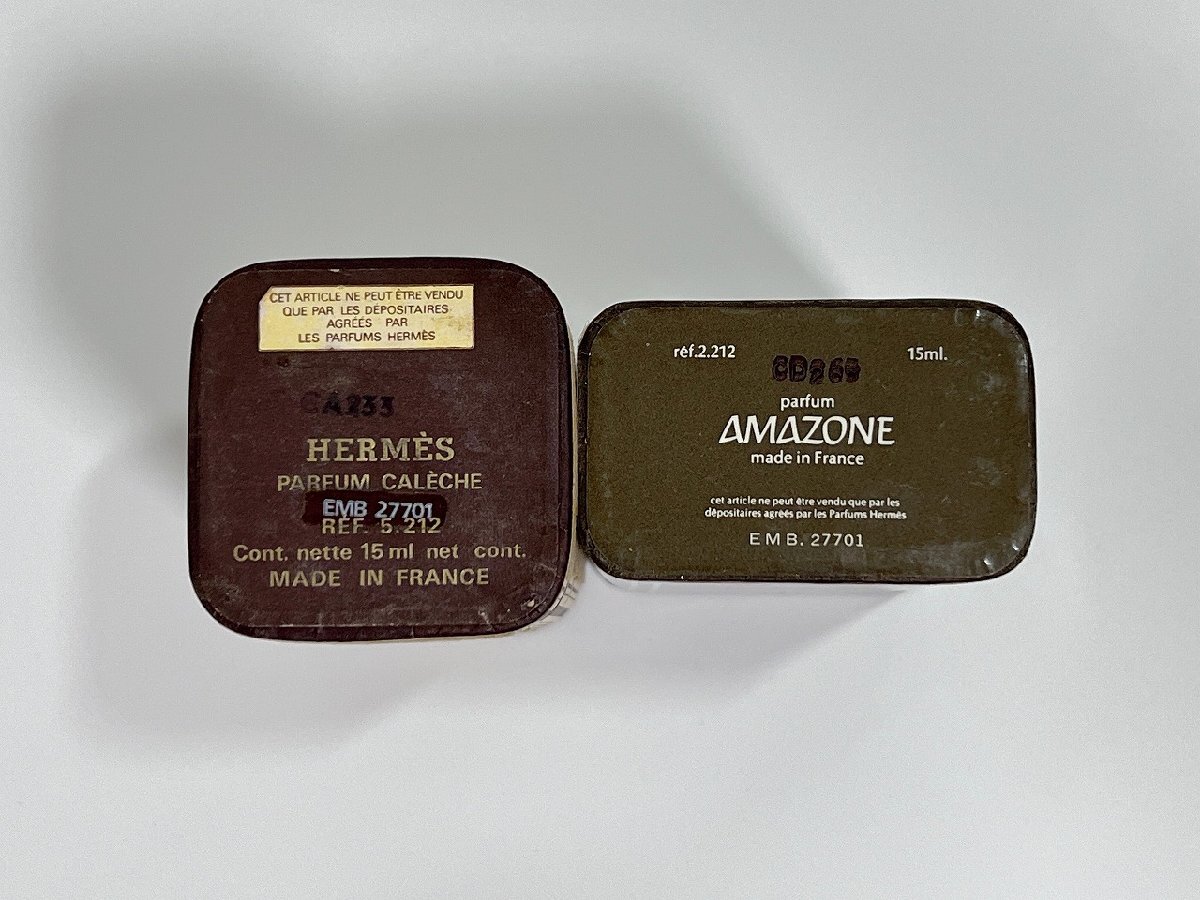 CET ARTICLE NE PEUT ÊTRE VENDU
QUE PAR LES DÉPOSITAIRES
AGRÉÉS PAR
LES PARFUMS HERMÈS
CA233
HERMÈS
PARFUM CALÈCHE
EMB 27701
RÉF. 5.212
Cont. nette 15 ml net cont.
MADE IN FRANCE
réf.2.212
15ml.
parfum
AMAZONE
made in France
cet article ne peut être vendu que par les
dépositaires agréés par les Parfums Hermès
EMB. 27701